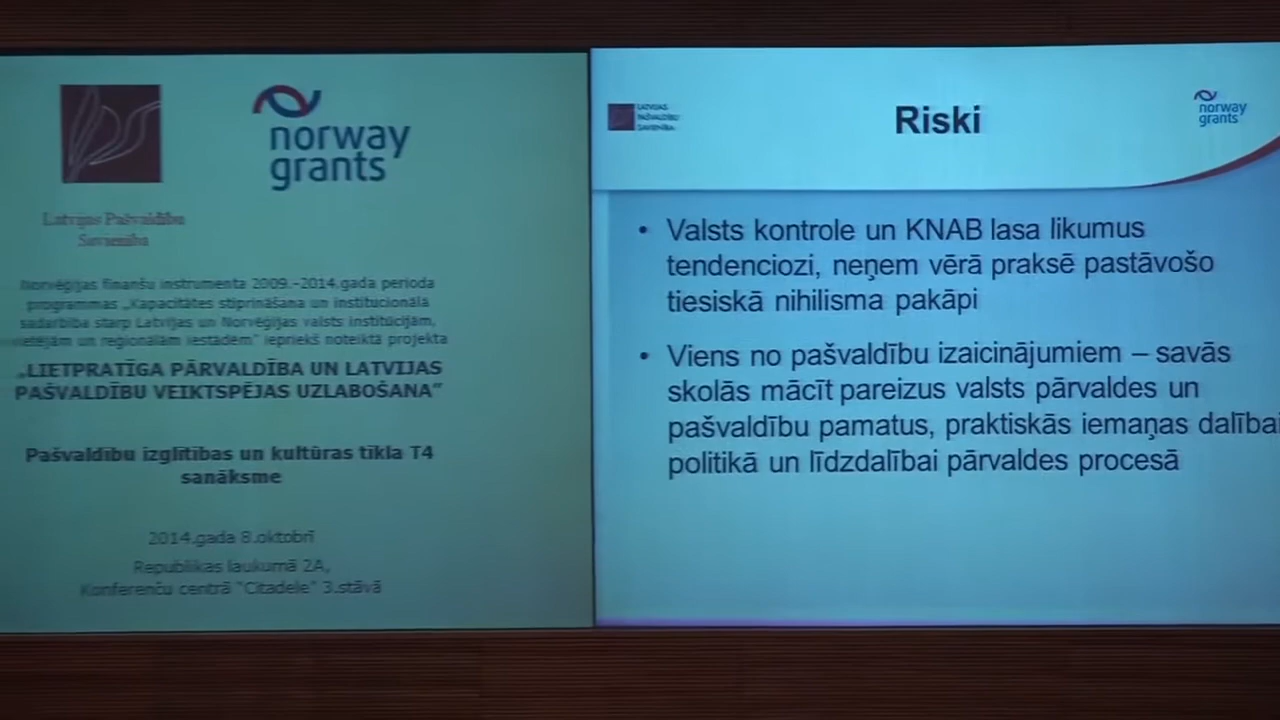 norway
grants
Latvijas Pašvaldību
Savienība
Norvēģijas finanšu instrumenta 2009.-2014.gada perioda
programmas „Kapacitātes stiprināšana un institucionālā
sadarbība starp Latvijas un Norvēģijas valsts institūcijām,
vietējām un reģionālām iestādēm" iepriekš noteiktā projekta
„LIETPRATĪGA PĀRVALDĪBA UN LATVIJAS
PAŠVALDĪBU VEIKTSPĒJAS UZLABOŠANA"
Pašvaldību izglītības un kultūras tīkla T4
sanāksme
2014.gada 8.oktobrī
Republikas laukumā 2A,
Konferenču centrā "Citadele" 3.stāvā
LATVIJAS
PAŠVALDĪBU
SAVIENĪBA
Riski
norway
grants
• Valsts kontrole un KNAB lasa likumus
tendenciozi, neņem vērā praksē pastāvošo
tiesiskā nihilisma pakāpi
• Viens no pašvaldību izaicinājumiem – savās
skolās mācīt pareizus valsts pārvaldes un
pašvaldību pamatus, praktiskās iemaņas dalībai
politikā un līdzdalībai pārvaldes procesā